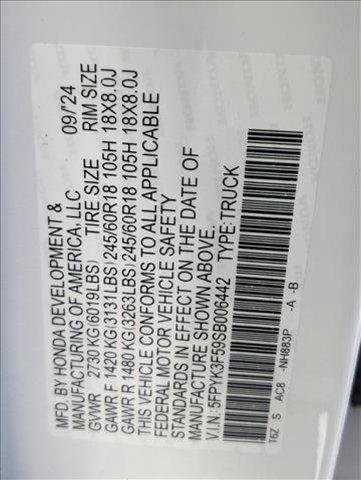 MFD. BY HONDA DEVELOPMENT &
MANUFACTURING OF AMERICA, LLC 09/'24
GVWR 2730 KG(6019LBS) TIRE SIZE RIM SIZE
GAWR F 1420 KG(3131LBS)245/60R18 105H 18X8.0J
GAWR R 1480 KG(3263LBS)245/60R18 105H 18X8.0J
THIS VEHICLE CONFORMS TO ALL APPLICABLE
FEDERAL MOTOR VEHICLE SAFETY
STANDARDS IN EFFECT ON THE DATE OF
MANUFACTURE SHOWN ABOVE.
V.I.N.:5FPYK3F59SB006442 TYPE:TRUCK
T6Z S AC8 -NH883P -A -B